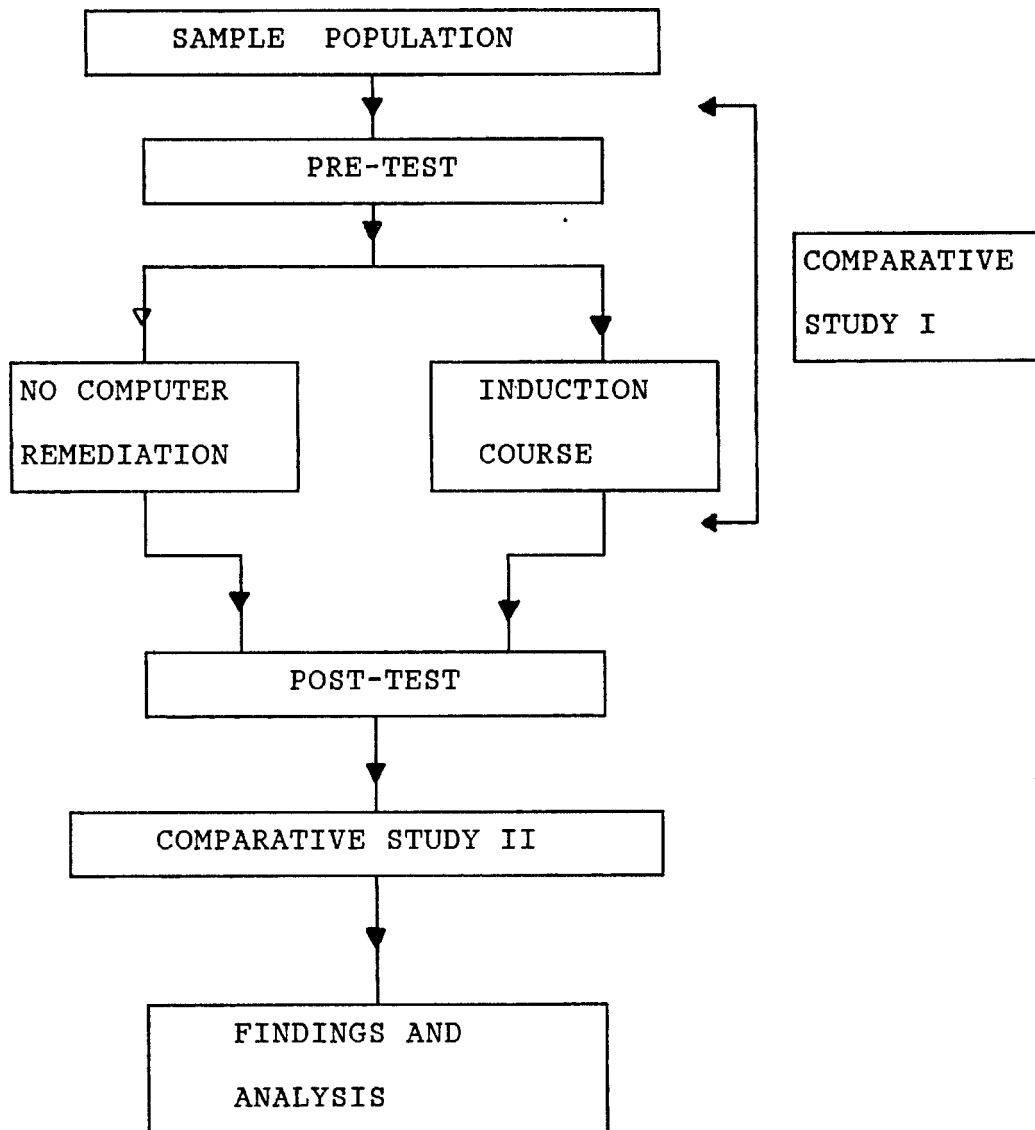 SAMPLE POPULATION
PRE-TEST
COMPARATIVE
STUDY I
NO COMPUTER
REMEDIATION
INDUCTION
COURSE
POST-TEST
COMPARATIVE STUDY II
FINDINGS AND
ANALYSIS